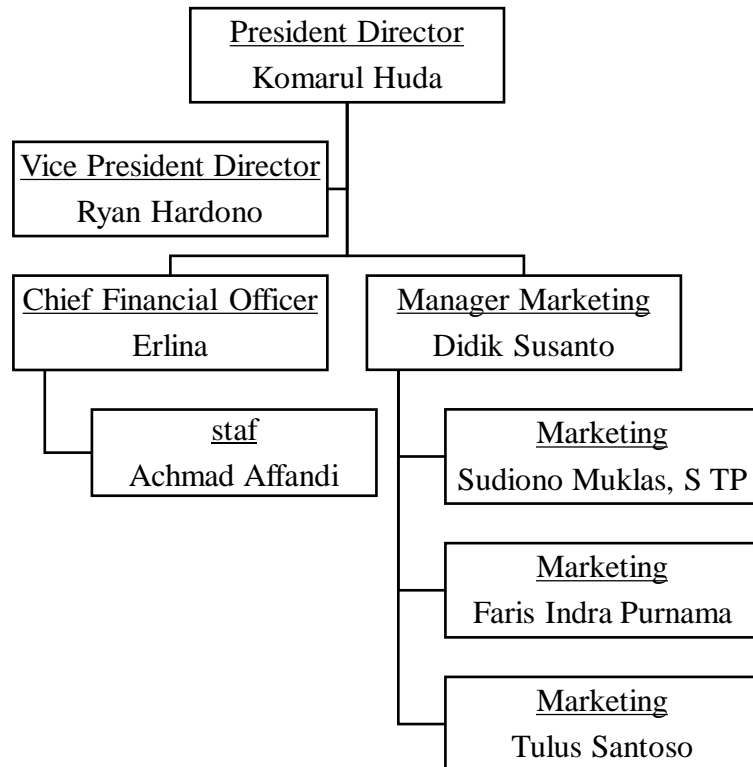 President Director
Komarul Huda
Vice President Director
Ryan Hardono
Chief Financial Officer
Erlina
Manager Marketing
Didik Susanto
staf
Achmad Affandi
Marketing
Sudiono Muklas, S TP
Marketing
Faris Indra Purnama
Marketing
Tulus Santoso